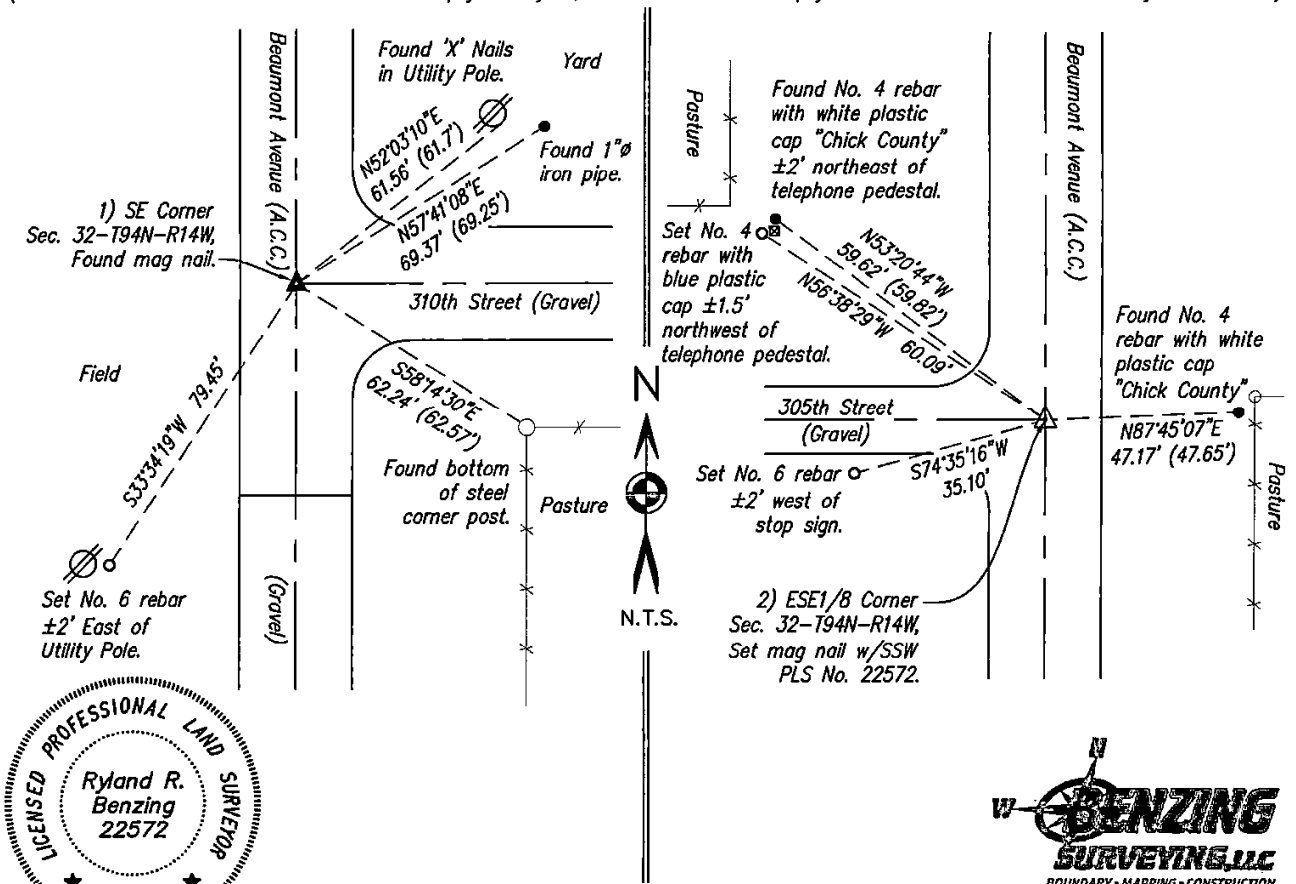 Beaumont Avenue (A.C.C.)
Found 'X' Nails
in Utility Pole.
Yard
N52°03'10"E
61.56' (61.7')
Found 1"ø
iron pipe.
N57°41'08"E
69.37' (69.25')
1) SE Corner
Sec. 32-T94N-R14W,
Found mag nail.
310th Street (Gravel)
Field
S58°14'30"E
62.24' (62.57')
S33°34'19"W 79.45'
Found bottom
of steel
corner post.
Pasture
(Gravel)
Set No. 6 rebar
±2' East of
Utility Pole.
N
N.T.S.
Pasture
Found No. 4 rebar
with white plastic
cap "Chick County"
±2' northeast of
telephone pedestal.
Beaumont Avenue (A.C.C.)
Set No. 4
rebar with
blue plastic
cap ±1.5'
northwest of
telephone pedestal.
N53°20'44"W
59.62' (59.82')
N56°38'29"W 60.09'
Found No. 4
rebar with white
plastic cap
"Chick County"
305th Street
(Gravel)
N87°45'07"E
47.17' (47.65')
Pasture
S74°35'16"W
35.10'
Set No. 6 rebar
±2' west of
stop sign.
2) ESE1/8 Corner
Sec. 32-T94N-R14W,
Set mag nail w/SSW
PLS No. 22572.
LICENSED PROFESSIONAL LAND SURVEYOR
Ryland R.
Benzing
22572
N
W
BENZING
SURVEYING, LLC
BOUNDARY • MAPPING • CONSTRUCTION